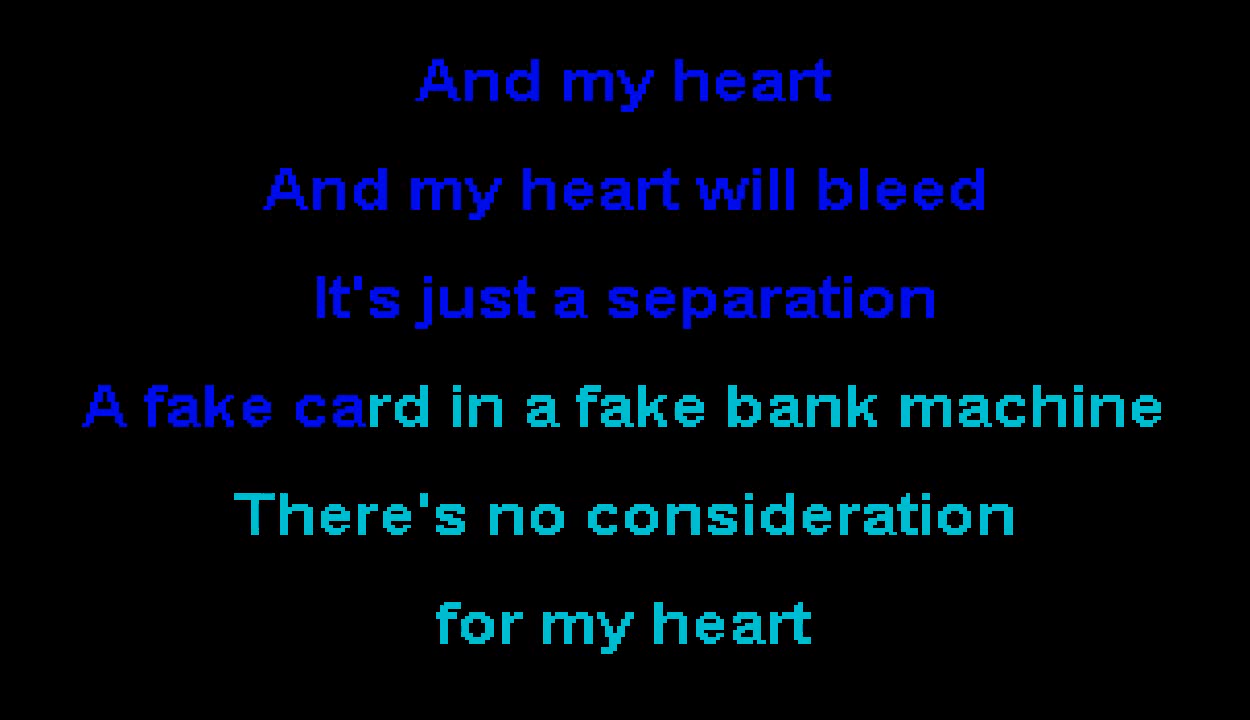 And my heart
And my heart will bleed
It's just a separation
A fake card in a fake bank machine
There's no consideration
for my heart